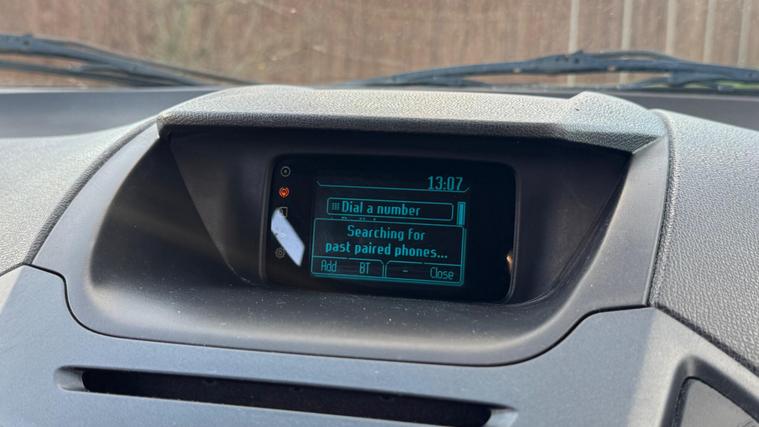 13:07
Dial a number
Searching for
past paired phones...
Add BT - Close